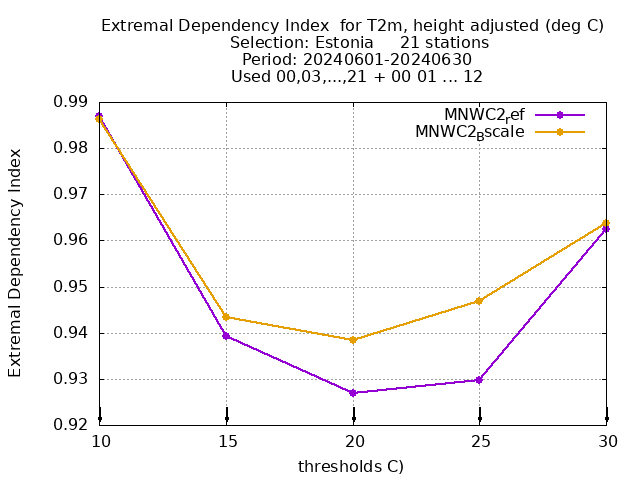 Extremal Dependency Index  for T2m, height adjusted (deg C)
Selection: Estonia     21 stations
Period: 20240601-20240630
Used 00,03,...,21 + 00 01 ... 12
MNWC2ref
MNWC2Bscale
Extremal Dependency Index
0.99
0.98
0.97
0.96
0.95
0.94
0.93
0.92
10 15 20 25 30
thresholds C)